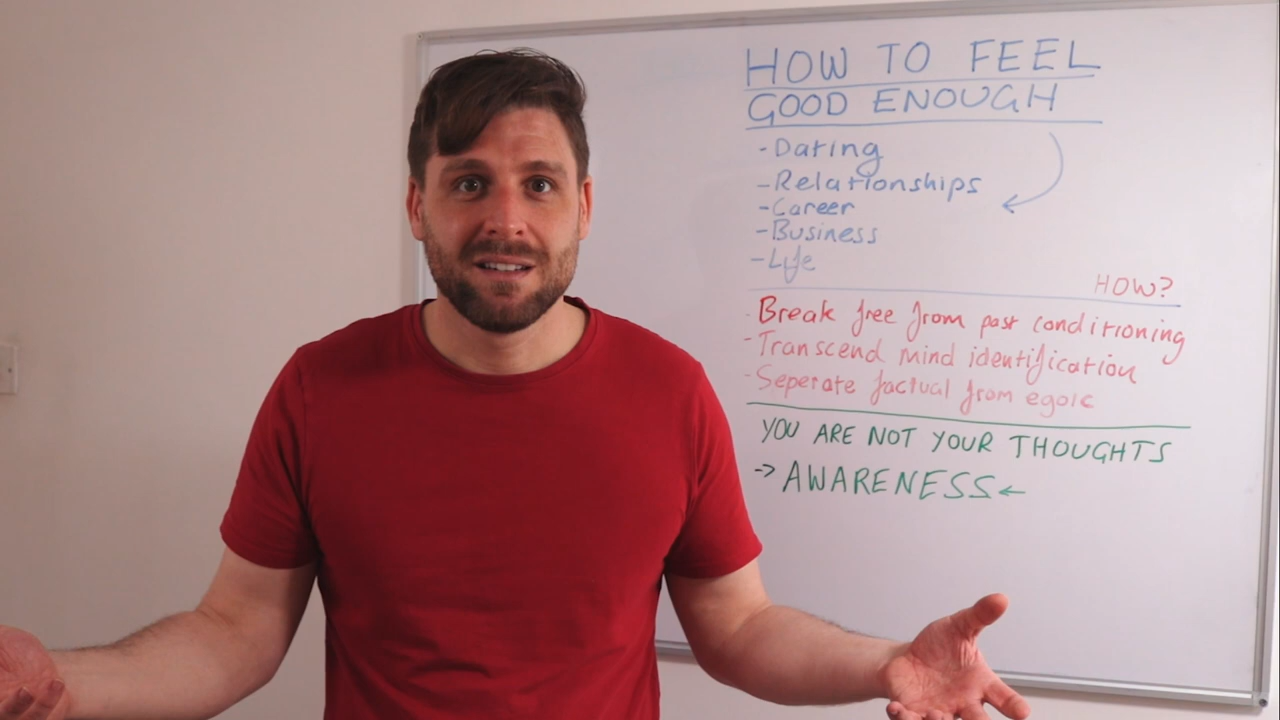 HOW TO FEEL
GOOD ENOUGH
- Dating
- Relationships
- Career
- Business
- Life
HOW?
- Break free from past conditioning
- Transcend mind identification
- Seperate factual from egoic
YOU ARE NOT YOUR THOUGHTS
-> AWARENESS <-